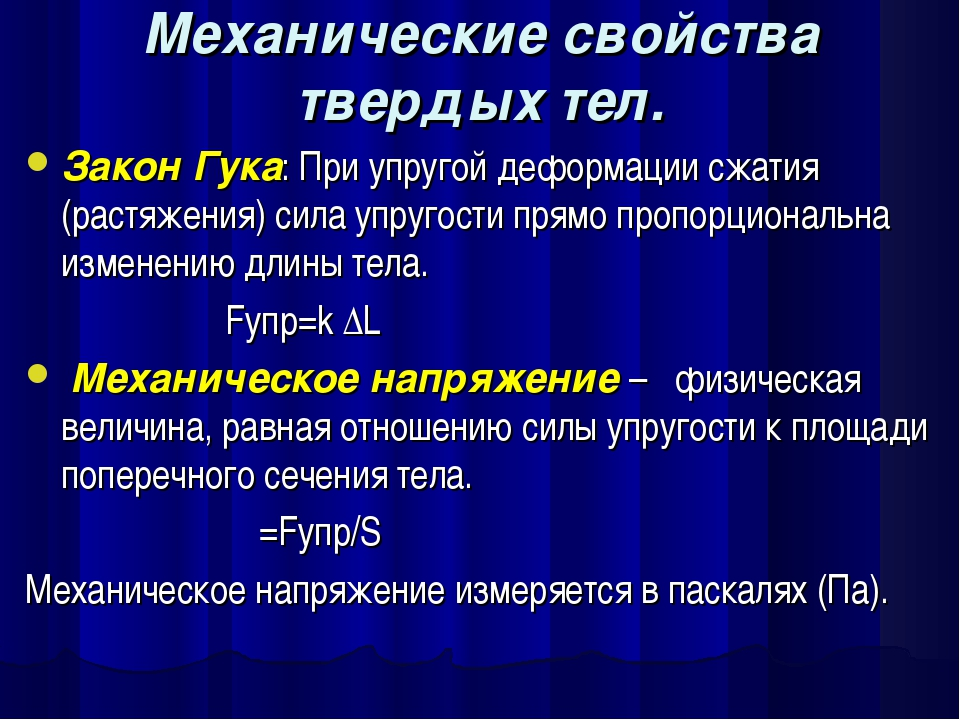 Механические свойства
твердых тел.
Закон Гука: При упругой деформации сжатия
(растяжения) сила упругости прямо пропорциональна
изменению длины тела.
Fупр=k ΔL
Механическое напряжение – физическая
величина, равная отношению силы упругости к площади
поперечного сечения тела.
=Fупр/S
Механическое напряжение измеряется в паскалях (Па).